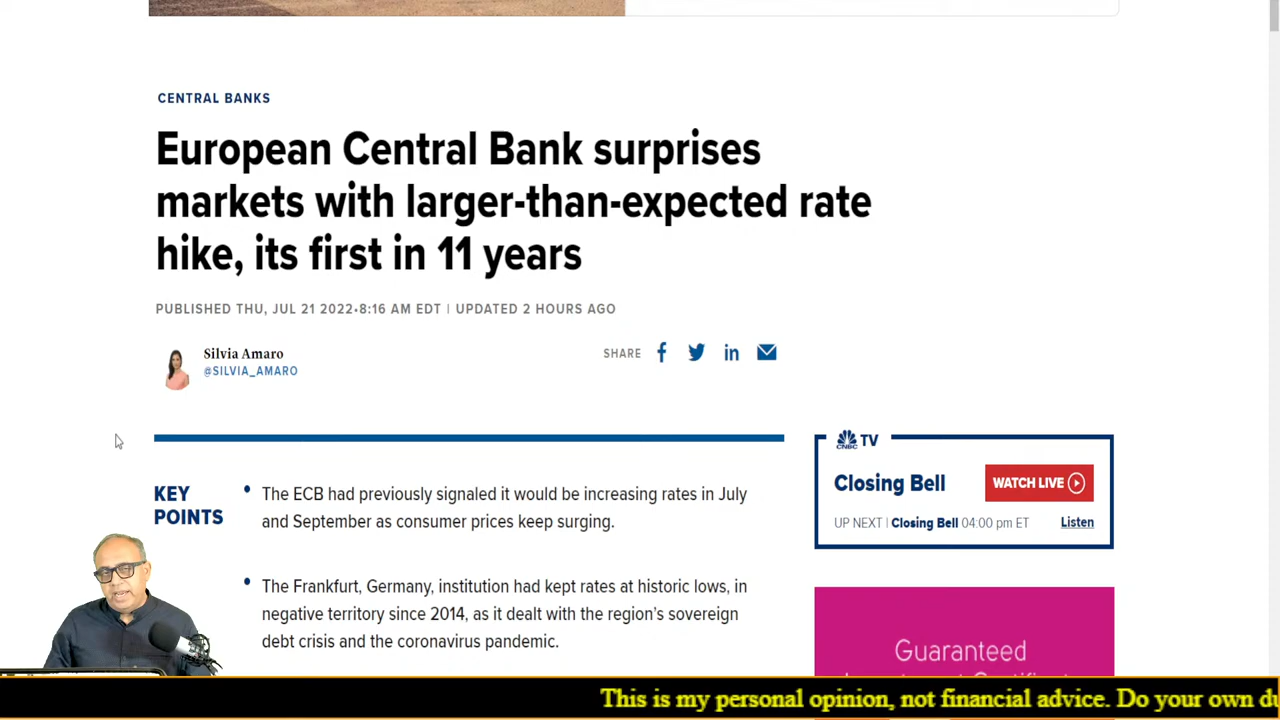 CENTRAL BANKS
European Central Bank surprises
markets with larger-than-expected rate
hike, its first in 11 years
PUBLISHED THU, JUL 21 2022•8:16 AM EDT | UPDATED 2 HOURS AGO
Silvia Amaro
@SILVIA_AMARO
SHARE
KEY
POINTS
The ECB had previously signaled it would be increasing rates in July
and September as consumer prices keep surging.
The Frankfurt, Germany, institution had kept rates at historic lows, in
negative territory since 2014, as it dealt with the region's sovereign
debt crisis and the coronavirus pandemic.
CNBC TV
Closing Bell
WATCH LIVE
UP NEXT | Closing Bell 04:00 pm ET
Listen
Guaranteed
This is my personal opinion, not financial advice. Do your own